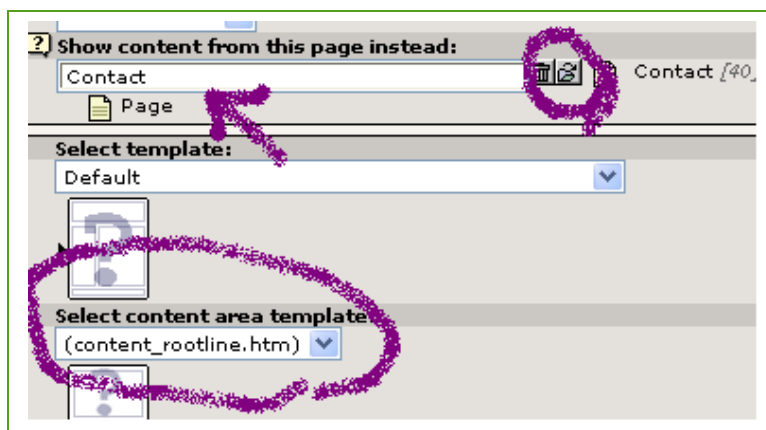 Show content from this page instead:
Contact
Contact [40]
Page
Select template:
Default
Select content area template
(content_rootline.htm)